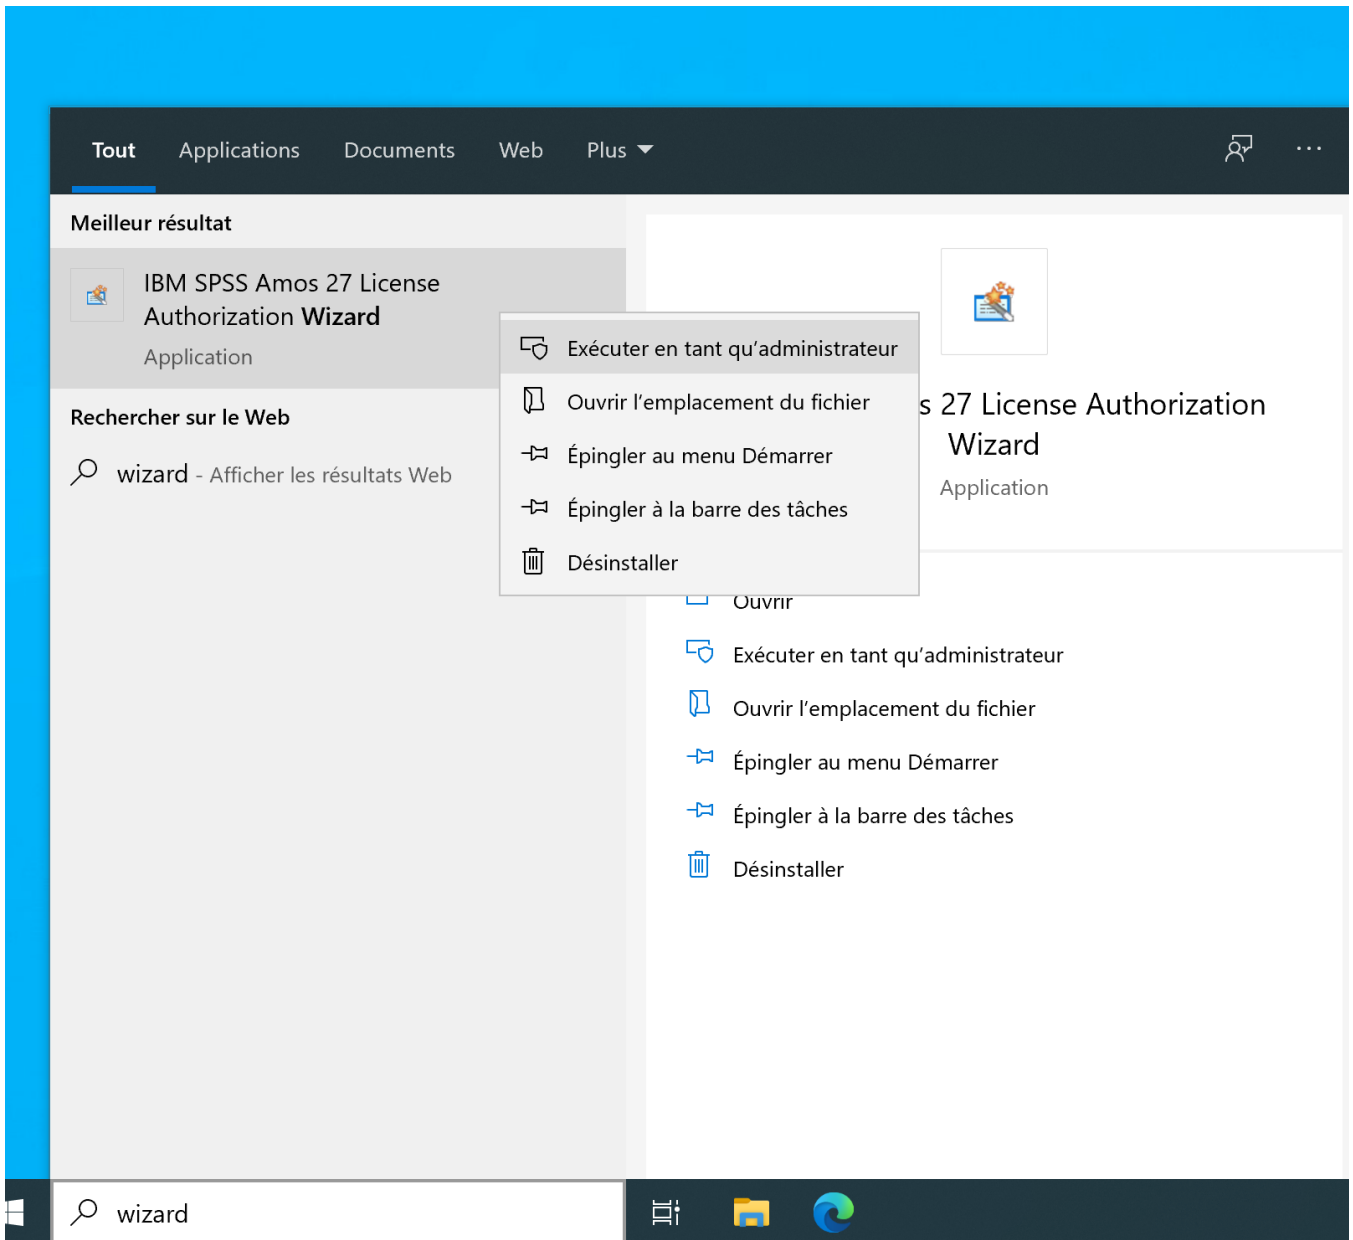 Tout Applications Documents Web Plus
Meilleur résultat
IBM SPSS Amos 27 License
Authorization Wizard
Application
Rechercher sur le Web
wizard - Afficher les résultats Web
Exécuter en tant qu'administrateur
Ouvrir l'emplacement du fichier
Épingler au menu Démarrer
Épingler à la barre des tâches
Désinstaller
s 27 License Authorization
Wizard
Application
Ouvrir
Exécuter en tant qu'administrateur
Ouvrir l'emplacement du fichier
Épingler au menu Démarrer
Épingler à la barre des tâches
Désinstaller
wizard